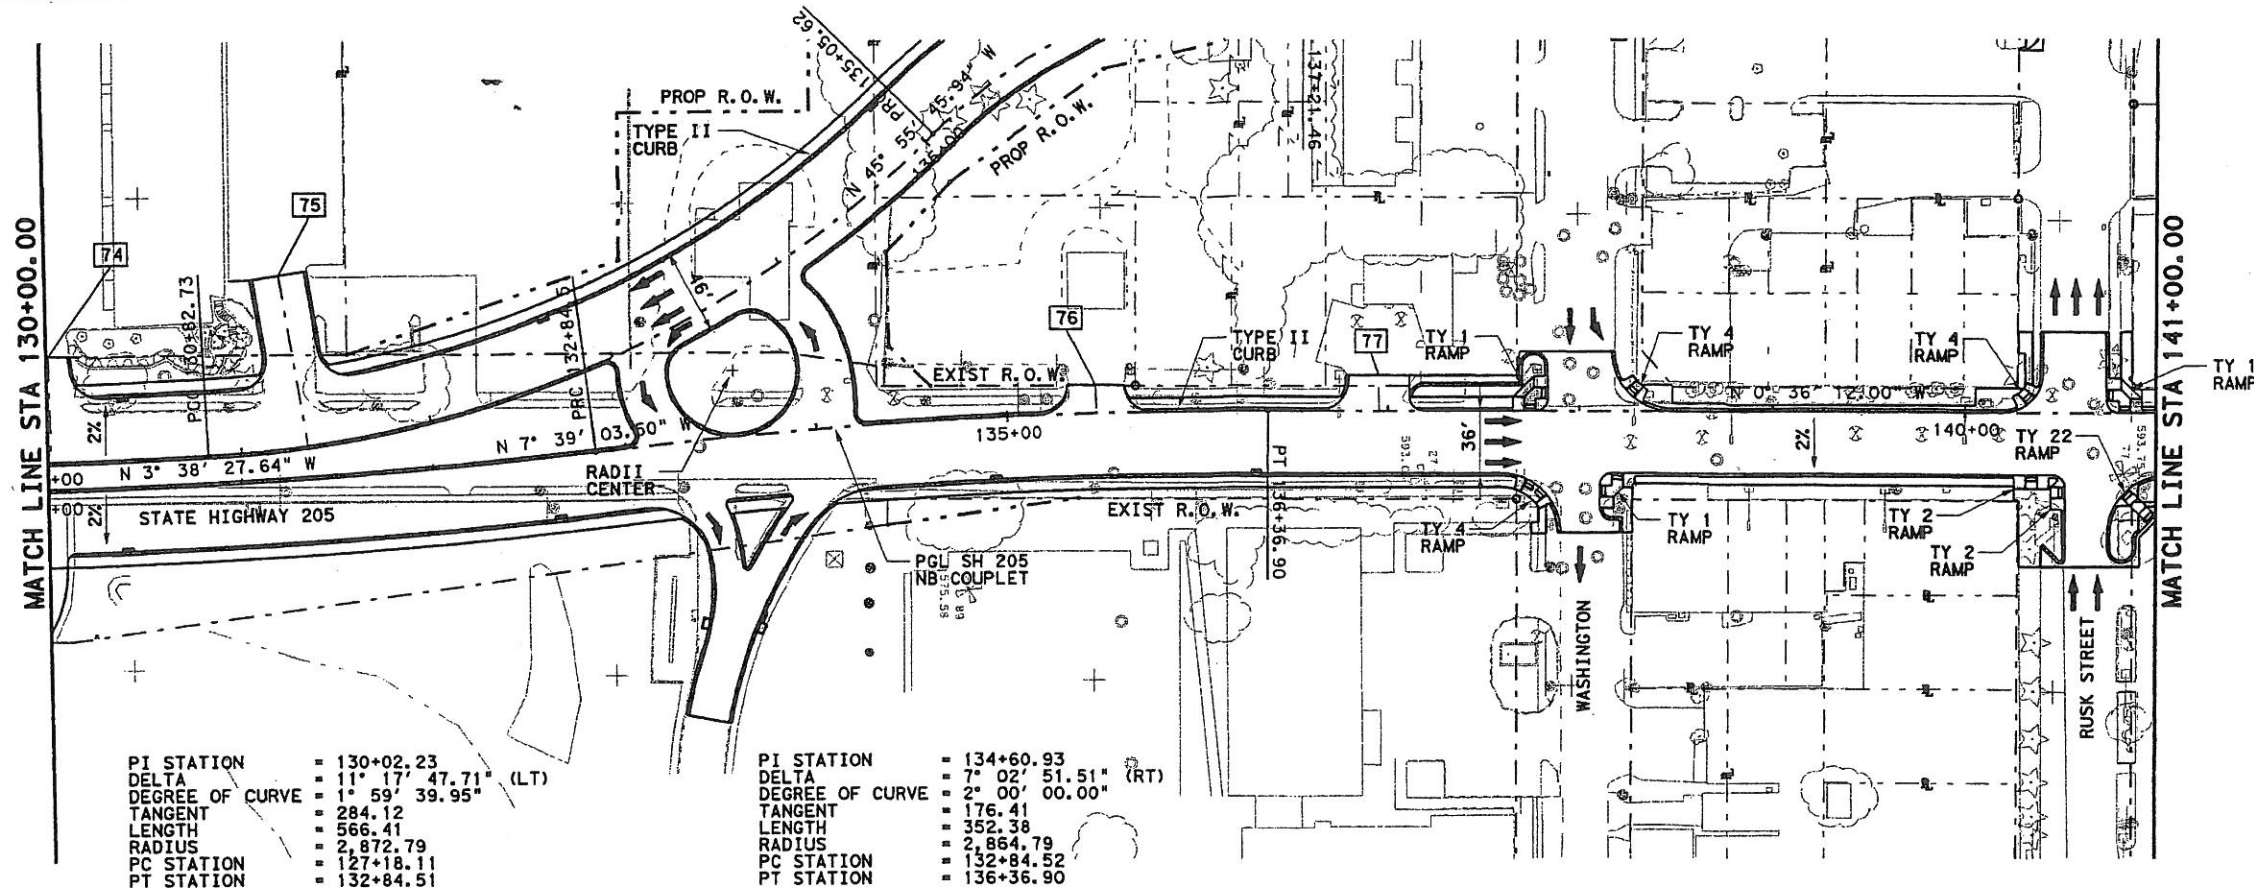 MATCH LINE STA 130+00.00
74
75
PROP R.O.W.
TYPE II
CURB
135+05.62
N 45° 55' 45.94" W
136+00
PROP R.O.W.
137+21.46
46'
PRC 132+84.5
2%
N 3° 38' 27.64" W
N 7° 39' 03.60" W
+00
+00
2%
STATE HIGHWAY 205
RADII
CENTER
EXIST R.O.W.
135+00
76
TYPE II
CURB
77
TY 1
RAMP
36'
PT 136+36.90
EXIST R.O.W.
PGL SH 205
NB COUPLET
TY 4
RAMP
TY 4
RAMP
TY 4
RAMP
N 0° 36' 12.00" W
2%
140+00
TY 22
RAMP
TY 1
RAMP
TY 1
RAMP
TY 2
RAMP
TY 2
RAMP
WASHINGTON
RUSK STREET
MATCH LINE STA 141+00.00
PI STATION = 130+02.23
DELTA = 11° 17' 47.71" (LT)
DEGREE OF CURVE = 1° 59' 39.95"
TANGENT = 284.12
LENGTH = 566.41
RADIUS = 2,872.79
PC STATION = 127+18.11
PT STATION = 132+84.51
PI STATION = 134+60.93
DELTA = 7° 02' 51.51" (RT)
DEGREE OF CURVE = 2° 00' 00.00"
TANGENT = 176.41
LENGTH = 352.38
RADIUS = 2,864.79
PC STATION = 132+84.52
PT STATION = 136+36.90